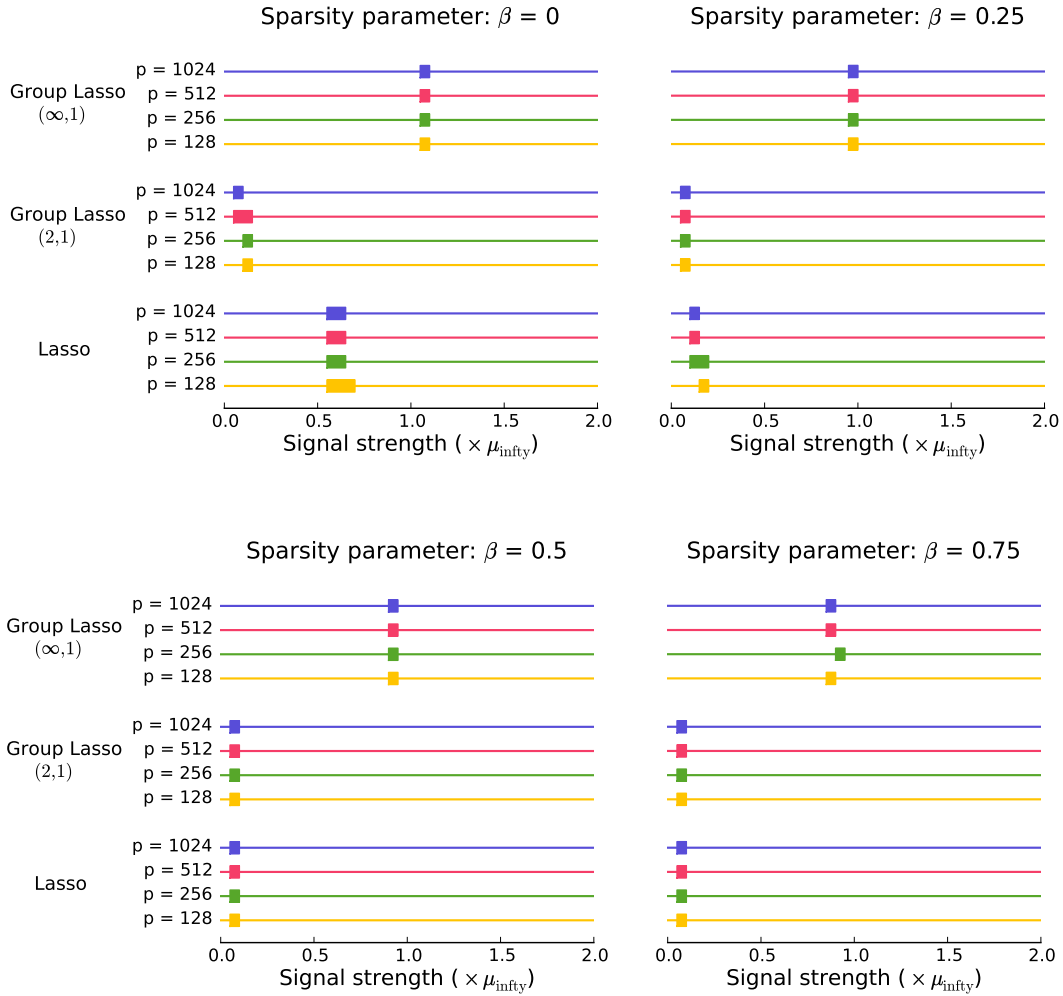 Sparsity parameter: β = 0
Group Lasso
(∞,1)
p = 1024
p = 512
p = 256
p = 128
Group Lasso
(2,1)
p = 1024
p = 512
p = 256
p = 128
Lasso
p = 1024
p = 512
p = 256
p = 128
0.0 0.5 1.0 1.5 2.0
Signal strength ( × μ_infty)
Sparsity parameter: β = 0.25
0.0 0.5 1.0 1.5 2.0
Signal strength ( × μ_infty)
Sparsity parameter: β = 0.5
Group Lasso
(∞,1)
p = 1024
p = 512
p = 256
p = 128
Group Lasso
(2,1)
p = 1024
p = 512
p = 256
p = 128
Lasso
p = 1024
p = 512
p = 256
p = 128
0.0 0.5 1.0 1.5 2.0
Signal strength ( × μ_infty)
Sparsity parameter: β = 0.75
0.0 0.5 1.0 1.5 2.0
Signal strength ( × μ_infty)